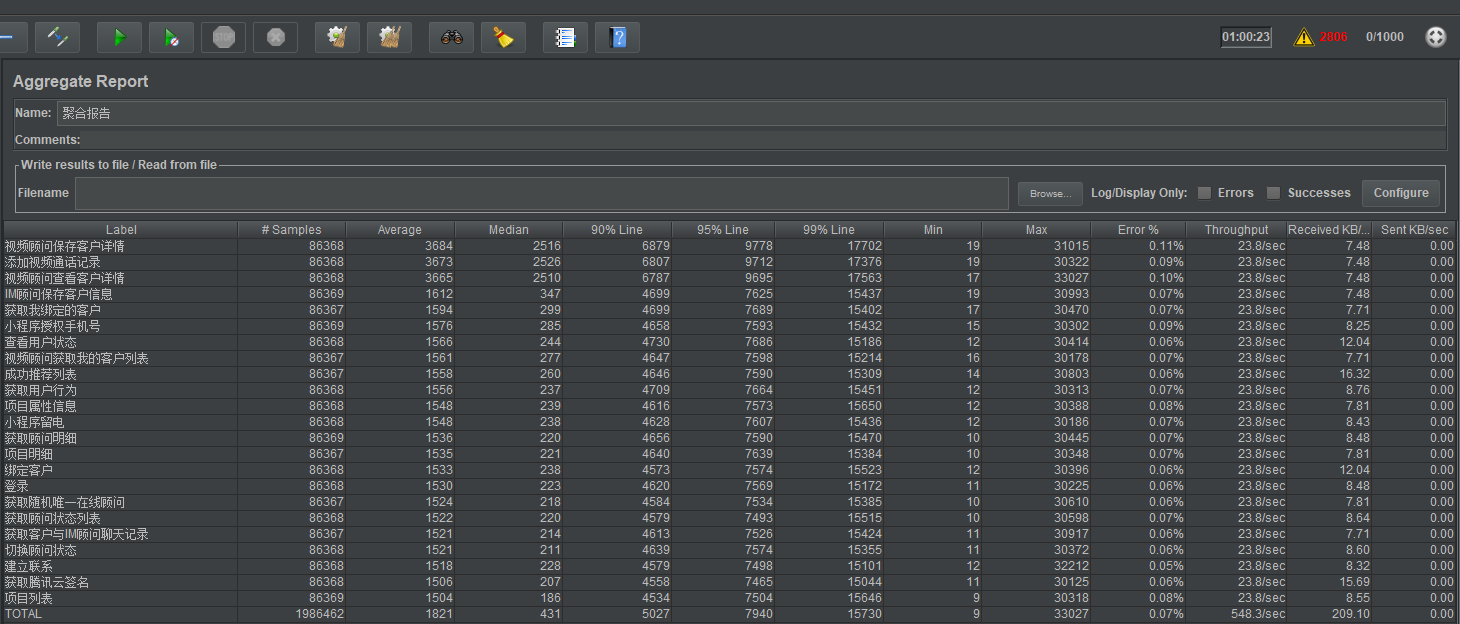 STOP
01:00:23 2806 0/1000
Aggregate Report
Name: 聚合报告
Comments:
Write results to file / Read from file
Filename Browse... Log/Display Only: Errors Successes Configure
Label # Samples Average Median 90% Line 95% Line 99% Line Min Max Error % Throughput Received KB/... Sent KB/sec
视频顾问保存客户详情 86368 3684 2516 6879 9778 17702 19 31015 0.11% 23.8/sec 7.48 0.00
添加视频通话记录 86368 3673 2526 6807 9712 17376 19 30322 0.09% 23.8/sec 7.48 0.00
视频顾问查看客户详情 86368 3665 2510 6787 9695 17563 17 33027 0.10% 23.8/sec 7.48 0.00
IM顾问保存客户信息 86369 1612 347 4699 7625 15437 19 30993 0.07% 23.8/sec 7.48 0.00
获取我绑定的客户 86367 1594 299 4699 7689 15402 17 30470 0.07% 23.8/sec 7.71 0.00
小程序授权手机号 86369 1576 285 4658 7593 15432 15 30302 0.09% 23.8/sec 8.25 0.00
查看用户状态 86368 1566 244 4730 7686 15186 12 30414 0.06% 23.8/sec 12.04 0.00
视频顾问获取我的客户列表 86367 1561 277 4647 7598 15214 16 30178 0.07% 23.8/sec 7.71 0.00
成功推荐列表 86367 1558 260 4646 7590 15309 14 30803 0.06% 23.8/sec 16.32 0.00
获取用户行为 86368 1556 237 4709 7664 15451 12 30313 0.07% 23.8/sec 8.76 0.00
项目属性信息 86369 1548 239 4616 7573 15650 12 30388 0.08% 23.8/sec 7.81 0.00
小程序留电 86368 1548 238 4628 7607 15436 12 30186 0.07% 23.8/sec 8.43 0.00
获取顾问明细 86369 1536 220 4656 7590 15470 10 30445 0.07% 23.8/sec 8.48 0.00
项目明细 86367 1535 221 4640 7639 15384 10 30348 0.08% 23.8/sec 7.81 0.00
绑定客户 86368 1533 238 4573 7574 15523 12 30396 0.06% 23.8/sec 12.04 0.00
登录 86368 1530 223 4620 7569 15172 11 30225 0.06% 23.8/sec 8.48 0.00
获取随机唯一在线顾问 86367 1524 218 4584 7534 15385 10 30610 0.06% 23.8/sec 7.81 0.00
获取顾问状态列表 86367 1522 220 4579 7493 15515 10 30598 0.07% 23.8/sec 8.64 0.00
获取客户与IM顾问聊天记录 86367 1521 214 4613 7526 15424 11 30917 0.06% 23.8/sec 7.71 0.00
切换顾问状态 86368 1521 211 4639 7574 15355 11 30372 0.06% 23.8/sec 8.60 0.00
建立联系 86368 1518 228 4579 7498 15101 12 32212 0.05% 23.8/sec 8.32 0.00
获取腾讯云签名 86368 1506 207 4558 7465 15044 11 30125 0.06% 23.8/sec 15.69 0.00
项目列表 86369 1504 186 4534 7504 15646 9 30318 0.08% 23.8/sec 8.55 0.00
TOTAL 1986462 1821 431 5027 7940 15730 9 33027 0.07% 548.3/sec 209.10 0.00